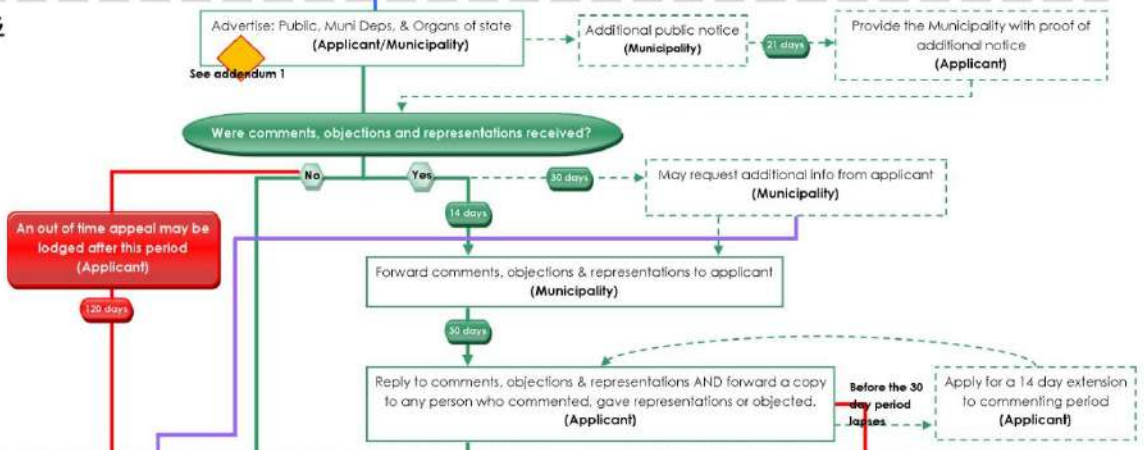 Advertise: Public, Muni Deps, & Organs of state
(Applicant/Municipality)
See addendum 1
Additional public notice
(Municipality)
21 days
Provide the Municipality with proof of
additional notice
(Applicant)
Were comments, objections and representations received?
No
Yes
30 days
May request additional info from applicant
(Municipality)
An out of time appeal may be
lodged after this period
(Applicant)
14 days
Forward comments, objections & representations to applicant
(Municipality)
120 days
30 days
Reply to comments, objections & representations AND forward a copy
to any person who commented, gave representations or objected.
(Applicant)
Before the 30
day period
lapses
Apply for a 14 day extension
to commenting period
(Applicant)